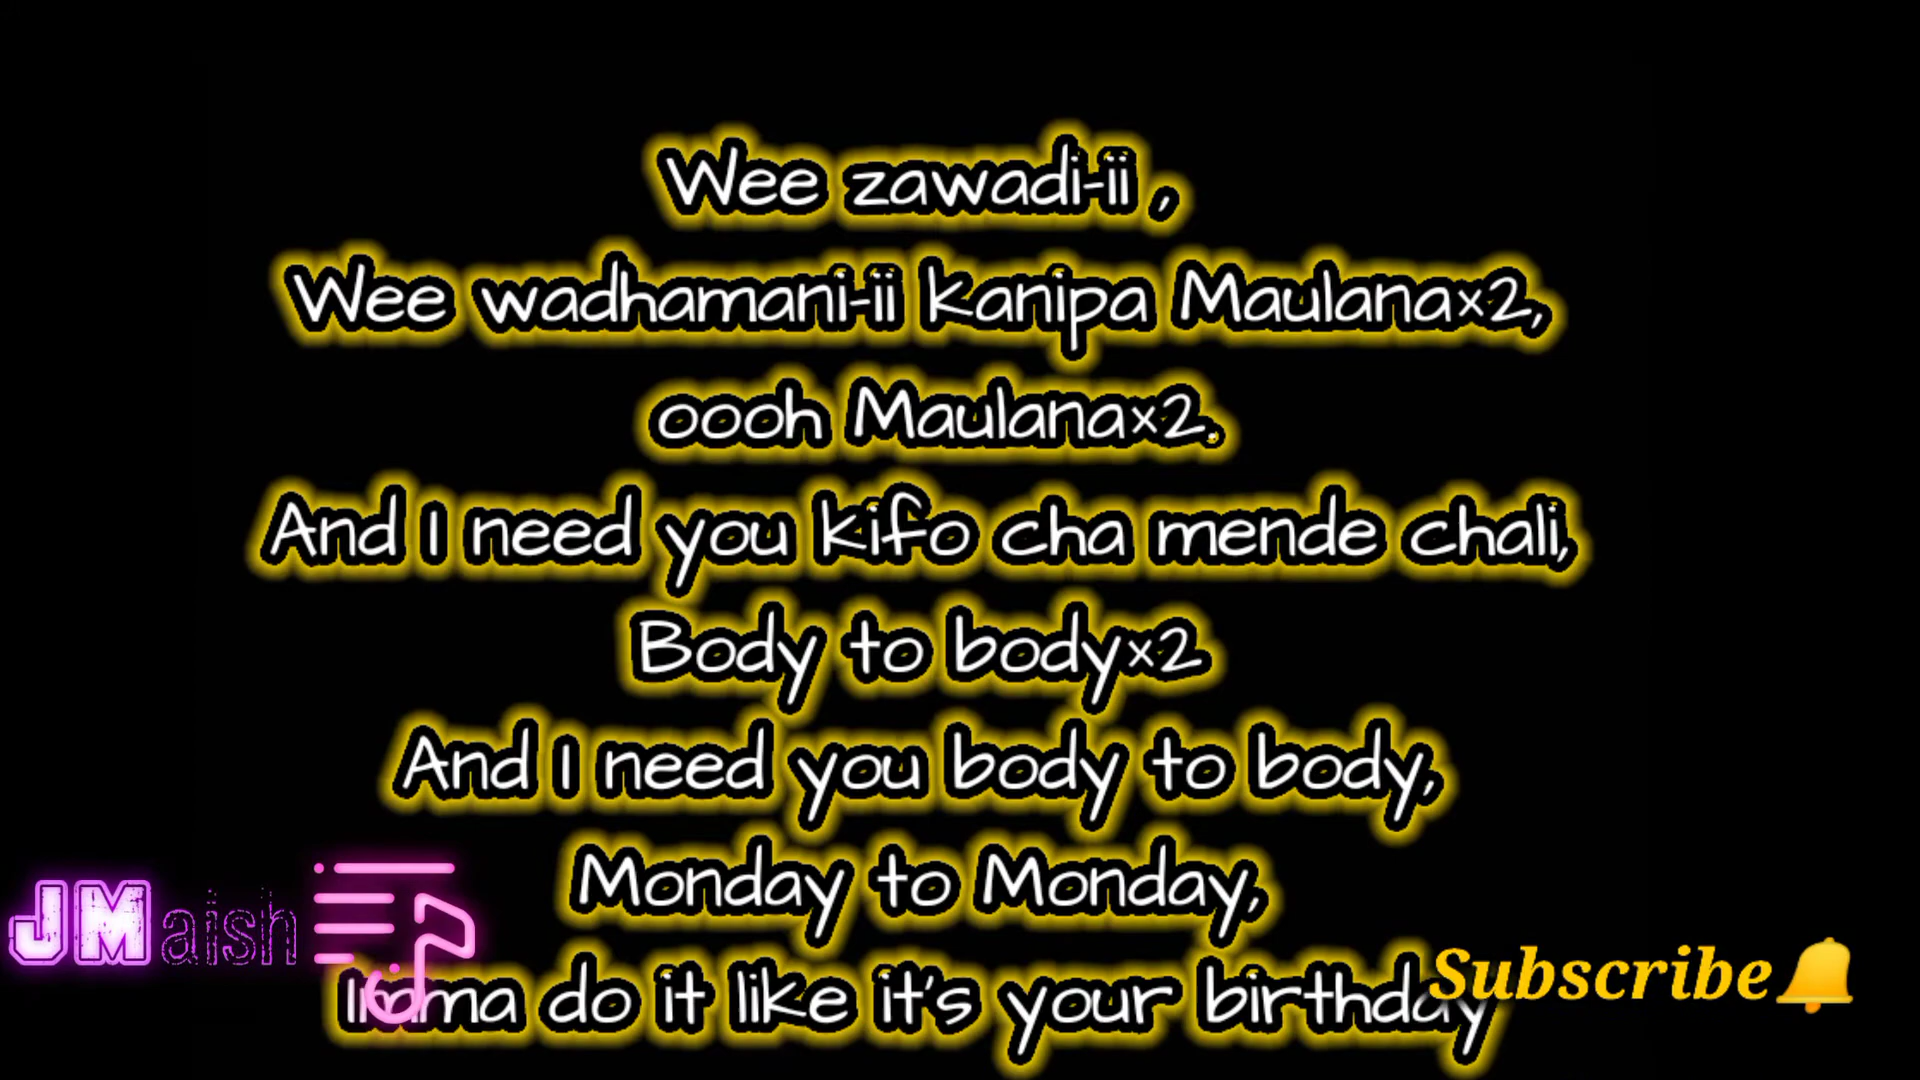 Wee zawadi-ii ,
Wee wadhamani-ii kanipa Maulana×2,
oooh Maulana×2.
And I need you kifo cha mende chali,
Body to body×2
And I need you body to body,
Monday to Monday,
Imma do it like it's your birthday
JMaish
Subscribe